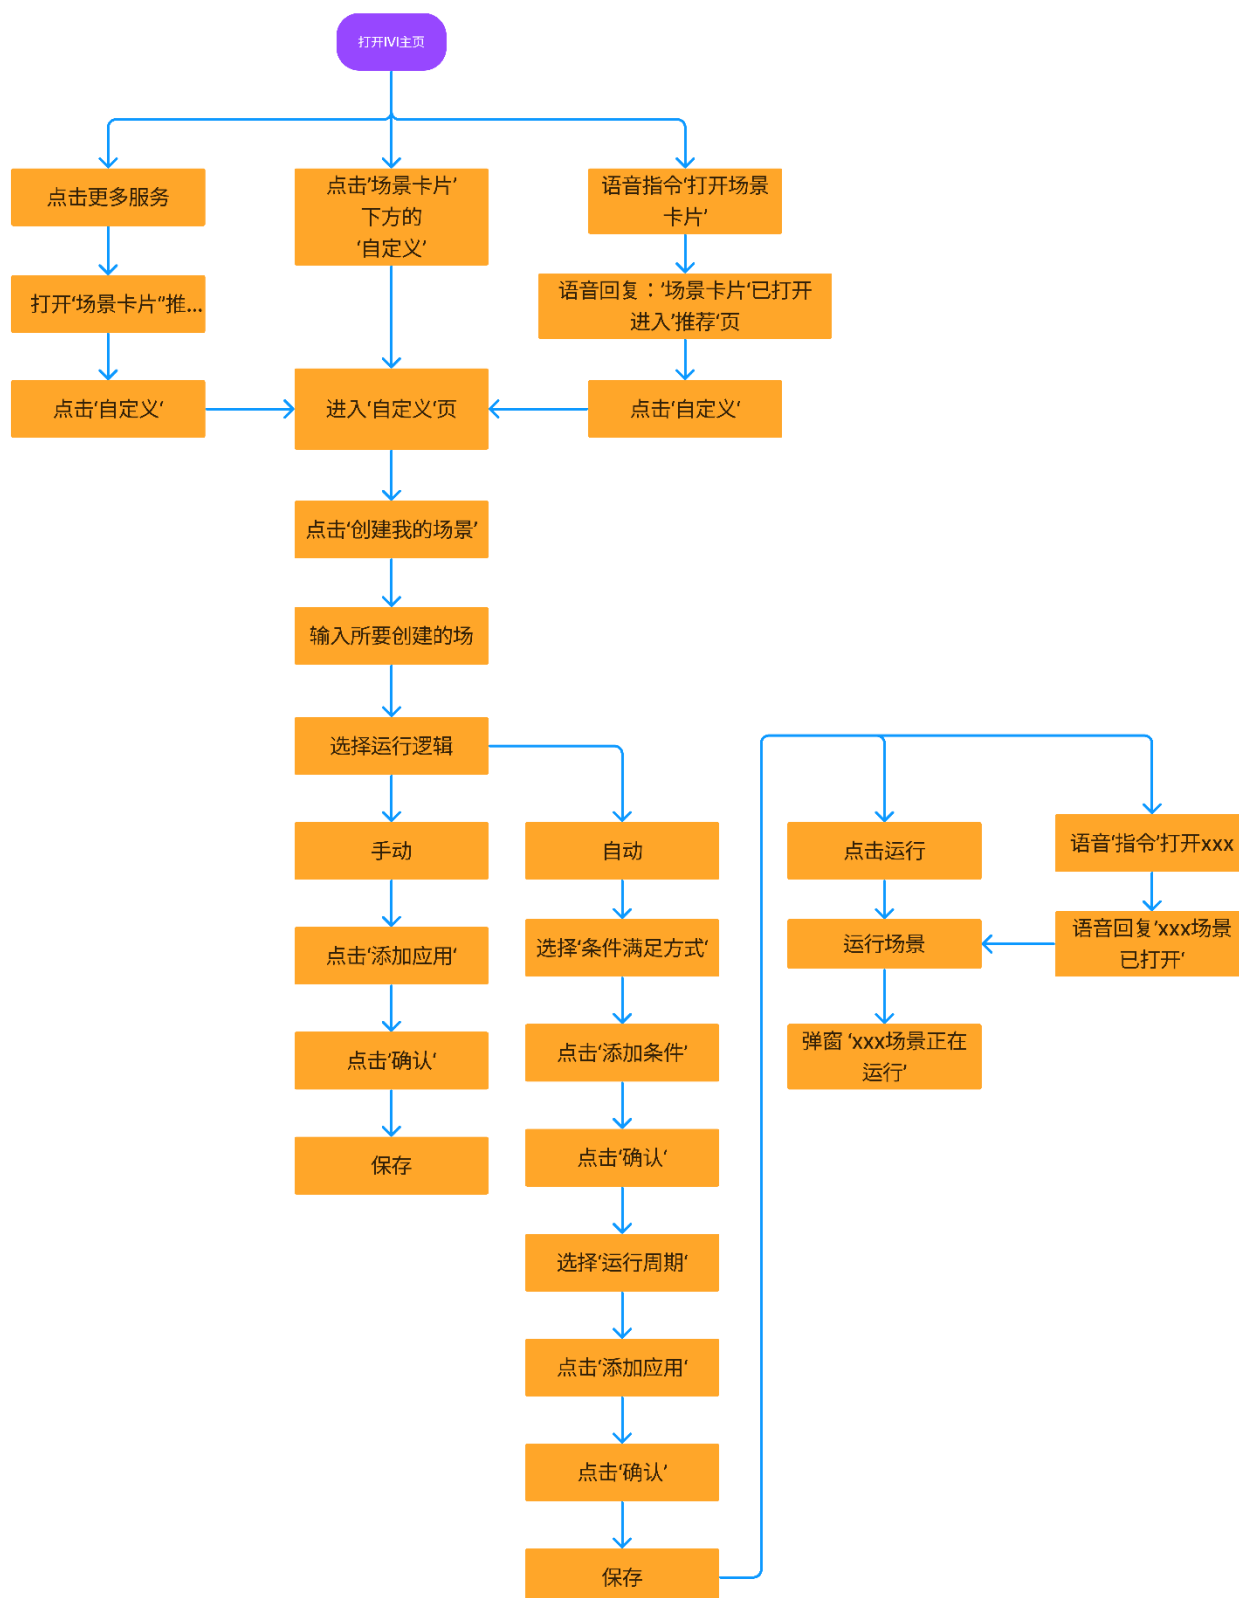 打开IVI主页
点击更多服务
点击’场景卡片’
下方的
‘自定义’
语音指令‘打开场景
卡片’
打开‘场景卡片’‘推...
语音回复：’场景卡片‘已打开
进入’推荐‘页
点击‘自定义‘
进入‘自定义‘页
点击‘自定义‘
点击‘创建我的场景’
输入所要创建的场
选择运行逻辑
手动
自动
点击运行
语音‘指令’打开xxx
点击‘添加应用‘
选择‘条件满足方式‘
运行场景
语音回复’xxx场景
已打开‘
点击’确认‘
点击‘添加条件’
弹窗 ‘xxx场景正在
运行’
保存
点击‘确认‘
选择‘运行周期‘
点击‘添加应用‘
点击‘确认’
保存